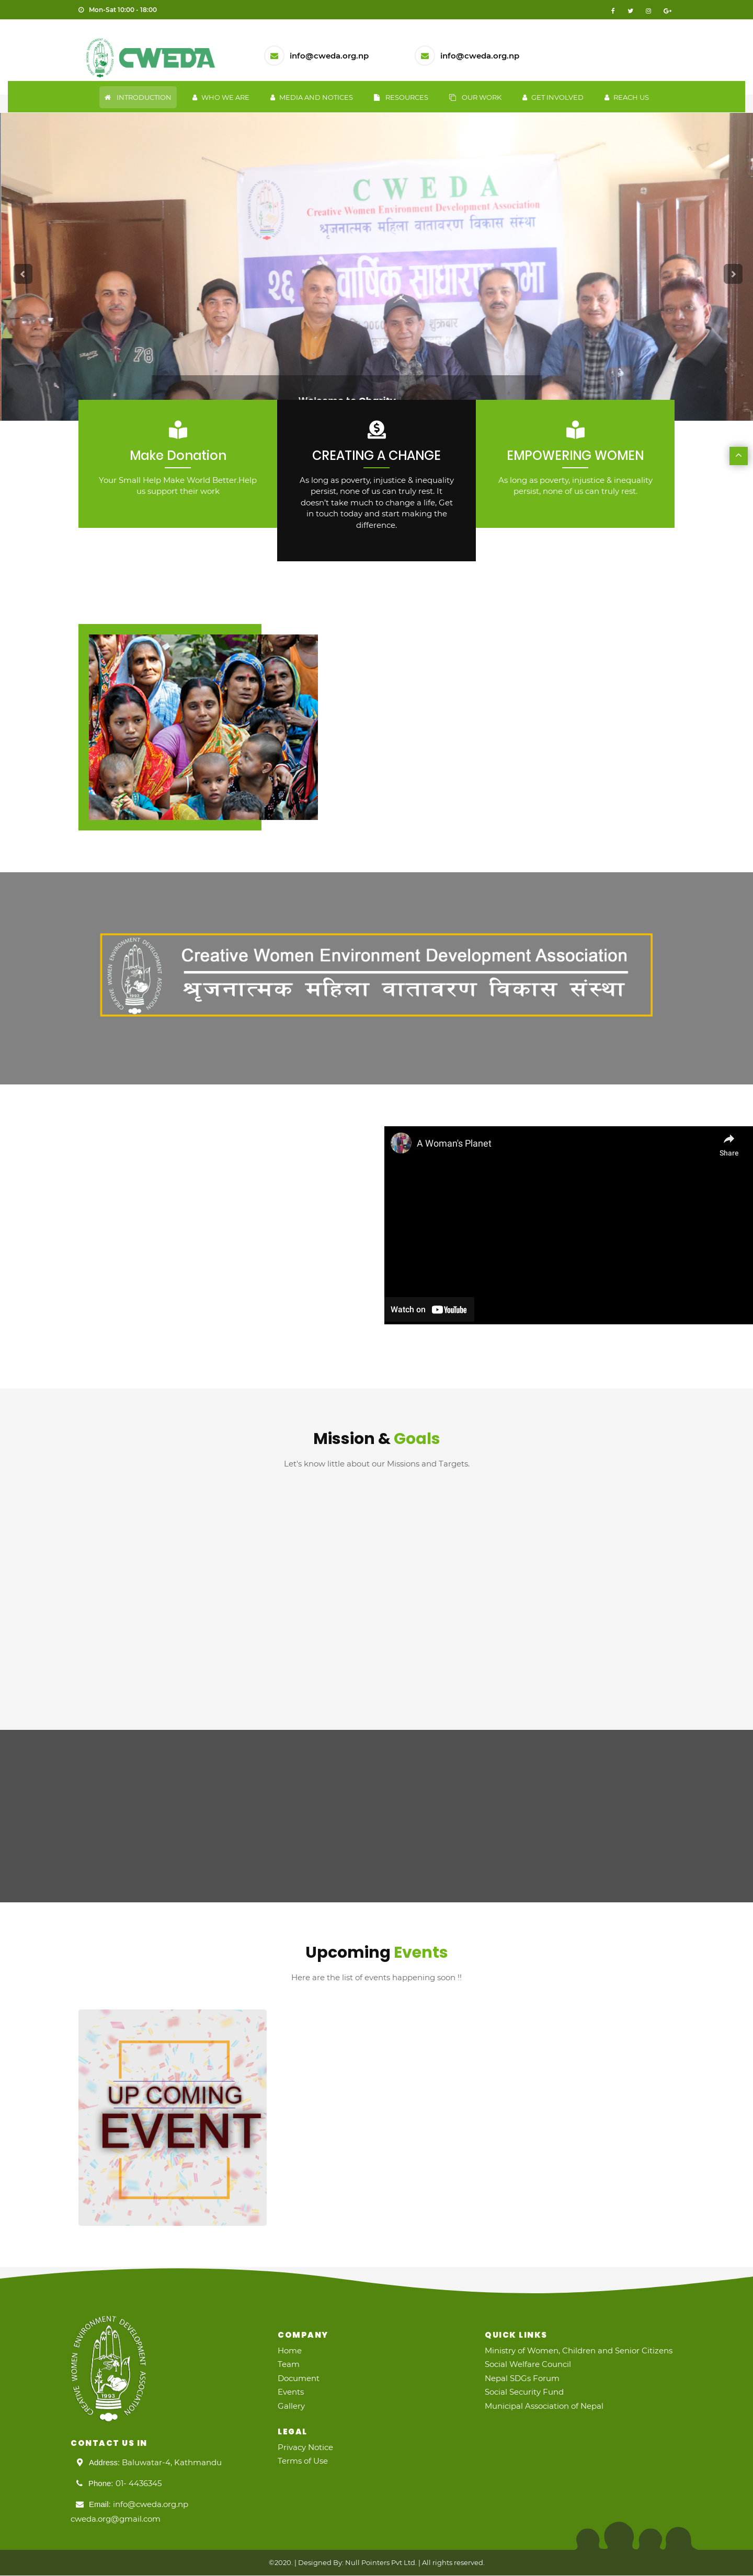 Mon-Sat 10:00 - 18:00
CWEDA
info@cweda.org.np
info@cweda.org.np
INTRODUCTION
WHO WE ARE
MEDIA AND NOTICES
RESOURCES
OUR WORK
GET INVOLVED
REACH US
CWEDA
Creative Women Environment Development Association
श्रृजनात्मक महिला वातावरण विकास संस्था
२६ औं वार्षिक साधारण सभा
79
Welcome to Charity
Make Donation
Your Small Help Make World Better.Help
us support their work
CREATING A CHANGE
As long as poverty, injustice & inequality
persist, none of us can truly rest. It
doesn't take much to change a life, Get
in touch today and start making the
difference.
EMPOWERING WOMEN
As long as poverty, injustice & inequality
persist, none of us can truly rest.
CREATIVE WOMEN ENVIRONMENT DEVELOPMENT ASSOCIATION
Creative Women Environment Development Association
श्रृजनात्मक महिला वातावरण विकास संस्था
A Woman's Planet
Share
Watch on YouTube
Mission & Goals
Let's know little about our Missions and Targets.
Upcoming Events
Here are the list of events happening soon !!
UP COMING
EVENT
CREATIVE WOMEN ENVIRONMENT DEVELOPMENT ASSOCIATION
1993
CONTACT US IN
Address: Baluwatar-4, Kathmandu
Phone: 01- 4436345
Email: info@cweda.org.np
cweda.org@gmail.com
COMPANY
Home
Team
Document
Events
Gallery
LEGAL
Privacy Notice
Terms of Use
QUICK LINKS
Ministry of Women, Children and Senior Citizens
Social Welfare Council
Nepal SDGs Forum
Social Security Fund
Municipal Association of Nepal
©2020. | Designed By: Null Pointers Pvt Ltd. | All rights reserved.